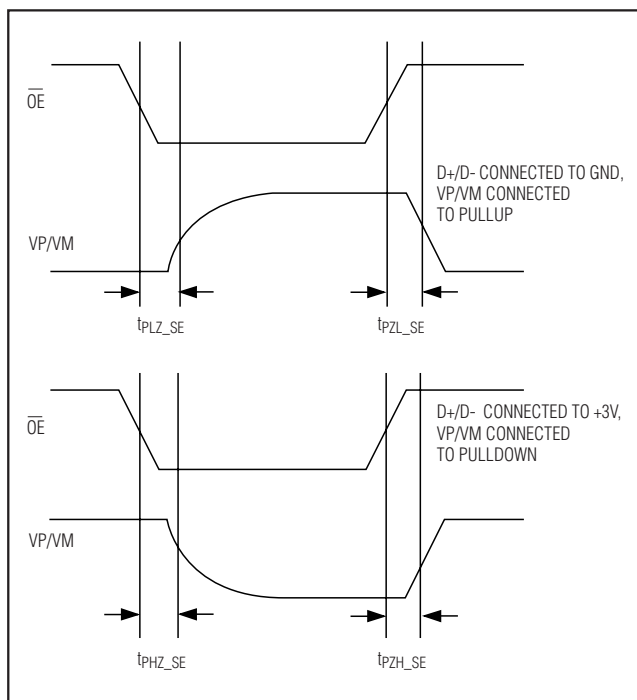 OE
D+/D- CONNECTED TO GND,
VP/VM CONNECTED
TO PULLUP
VP/VM
tPLZ_SE
tPZL_SE
OE
D+/D- CONNECTED TO +3V,
VP/VM CONNECTED
TO PULLDOWN
VP/VM
tPHZ_SE
tPZH_SE